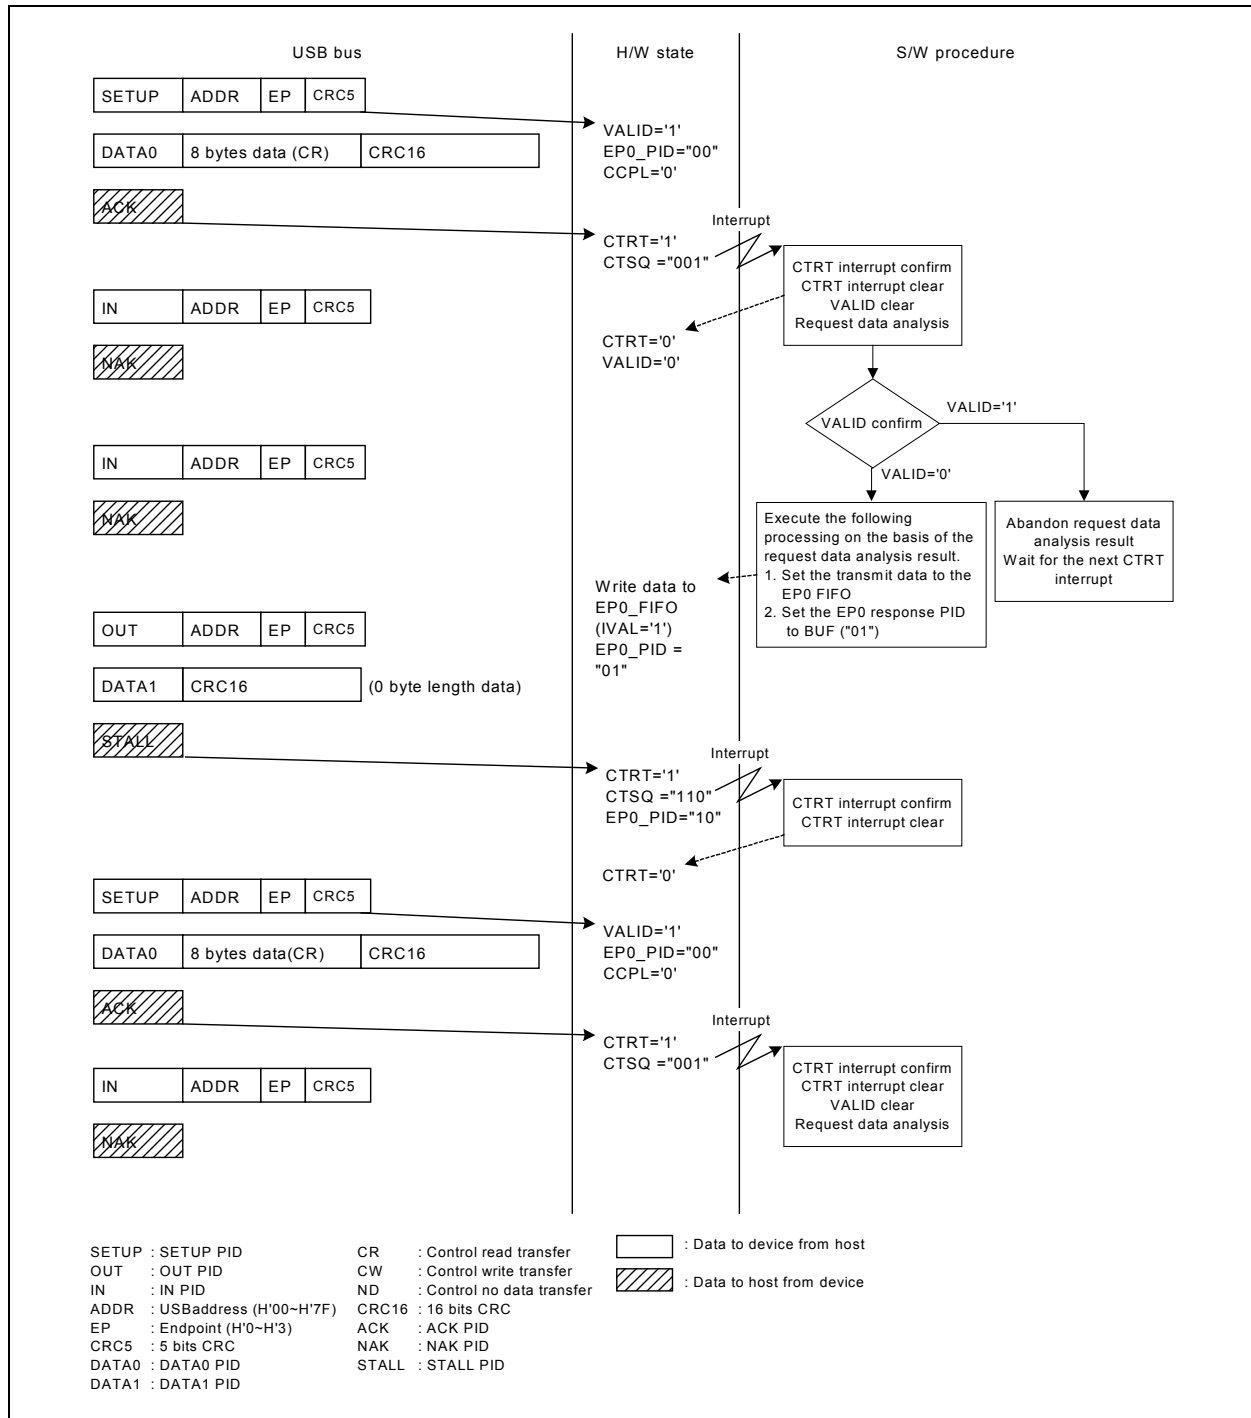 USB bus H/W state S/W procedure
SETUP ADDR EP CRC5
VALID='1'
EP0_PID="00"
CCPL='0'
DATA0 8 bytes data (CR) CRC16
ACK
Interrupt
CTRT='1'
CTSQ ="001"
CTRT interrupt confirm
CTRT interrupt clear
VALID clear
Request data analysis
IN ADDR EP CRC5
CTRT='0'
VALID='0'
NAK
VALID confirm
VALID='1'
VALID='0'
IN ADDR EP CRC5
NAK
Execute the following
processing on the basis of the
request data analysis result.
1. Set the transmit data to the
EP0 FIFO
2. Set the EP0 response PID
to BUF ("01")
Abandon request data
analysis result
Wait for the next CTRT
interrupt
Write data to
EP0_FIFO
(IVAL='1')
EP0_PID =
"01"
OUT ADDR EP CRC5
DATA1 CRC16 (0 byte length data)
STALL
Interrupt
CTRT='1'
CTSQ ="110"
EP0_PID="10"
CTRT interrupt confirm
CTRT interrupt clear
CTRT='0'
SETUP ADDR EP CRC5
VALID='1'
EP0_PID="00"
CCPL='0'
DATA0 8 bytes data(CR) CRC16
ACK
Interrupt
CTRT='1'
CTSQ ="001"
CTRT interrupt confirm
CTRT interrupt clear
VALID clear
Request data analysis
IN ADDR EP CRC5
NAK
SETUP : SETUP PID
OUT : OUT PID
IN : IN PID
ADDR : USBaddress (H'00~H'7F)
EP : Endpoint (H'0~H'3)
CRC5 : 5 bits CRC
DATA0 : DATA0 PID
DATA1 : DATA1 PID
CR : Control read transfer
CW : Control write transfer
ND : Control no data transfer
CRC16 : 16 bits CRC
ACK : ACK PID
NAK : NAK PID
STALL : STALL PID
: Data to device from host
: Data to host from device